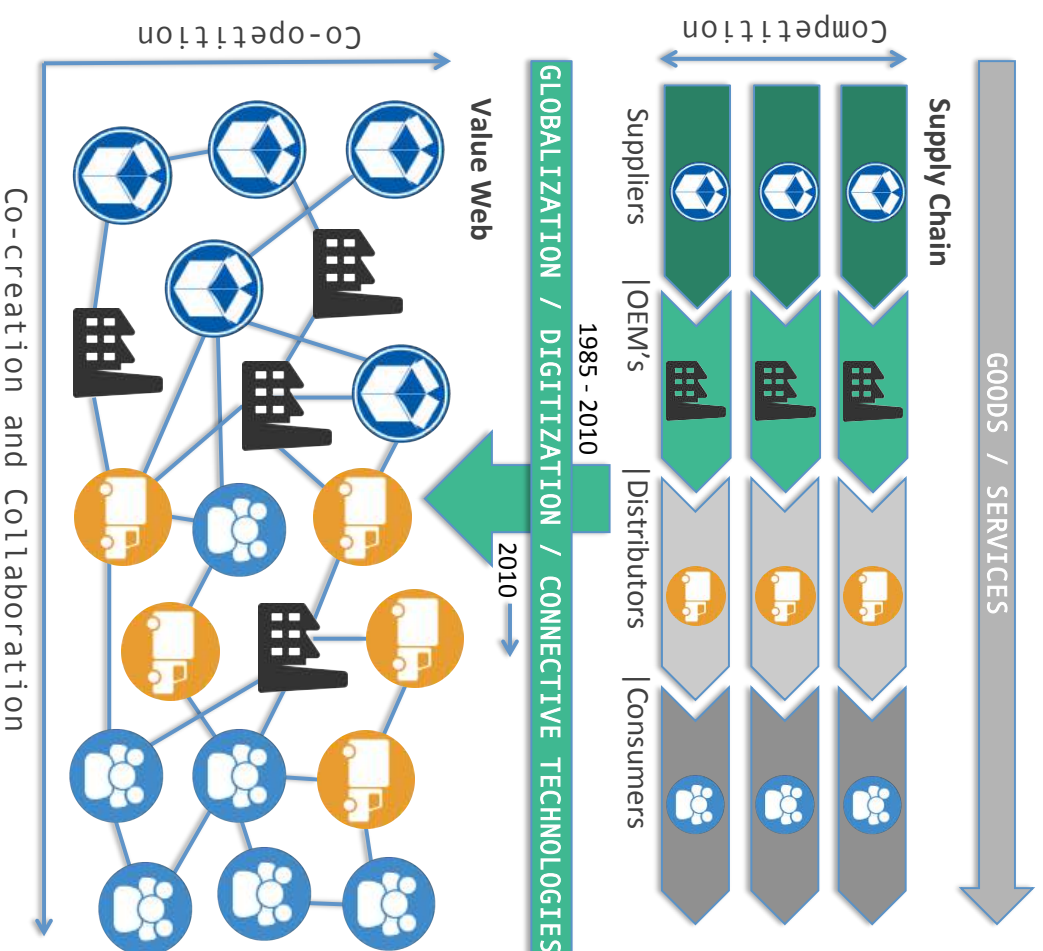 GOODS / SERVICES
Supply Chain
Competition
Suppliers
|OEM's
|Distributors
|Consumers
1985 - 2010
GLOBALIZATION / DIGITIZATION / CONNECTIVE TECHNOLOGIES
2010
Value Web
Co-opetition
Co-creation and Collaboration